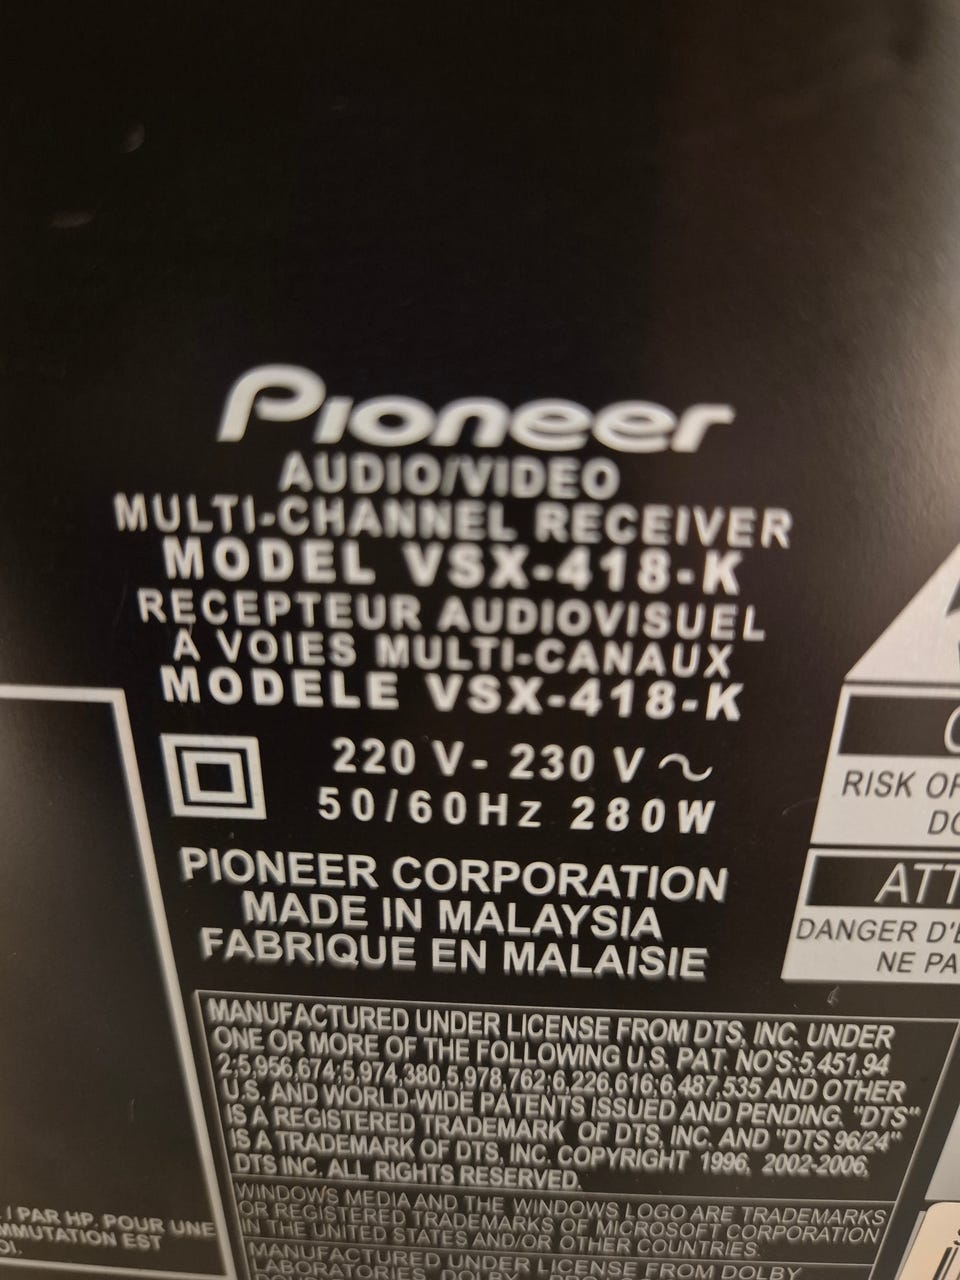 Pioneer
AUDIO/VIDEO
MULTI-CHANNEL RECEIVER
MODEL VSX-418-K
RECEPTEUR AUDIOVISUEL
À VOIES MULTI-CANAUX
MODELE VSX-418-K
220 V- 230 V ~
50/60Hz 280W
PIONEER CORPORATION
MADE IN MALAYSIA
FABRIQUE EN MALAISIE
RISK OF
DO
ATT
DANGER D'É
NE PA
MANUFACTURED UNDER LICENSE FROM DTS, INC. UNDER
ONE OR MORE OF THE FOLLOWING U.S. PAT. NO'S:5,451,94
2;5,956,674;5,974,380,5,978,762;6,226,616;6,487,535 AND OTHER
U.S. AND WORLD-WIDE PATENTS ISSUED AND PENDING. "DTS"
IS A REGISTERED TRADEMARK OF DTS, INC. AND "DTS 96/24"
IS A TRADEMARK OF DTS, INC. COPYRIGHT 1996, 2002-2006,
DTS INC. ALL RIGHTS RESERVED.
WINDOWS MEDIA AND THE WINDOWS LOGO ARE TRADEMARKS
OR REGISTERED TRADEMARKS OF MICROSOFT CORPORATION
IN THE UNITED STATES AND/OR OTHER COUNTRIES.
MANUFACTURED UNDER LICENSE FROM DOLBY
LABORATORIES.
/ PAR HP. POUR UNE
MMUTATION EST
OI.